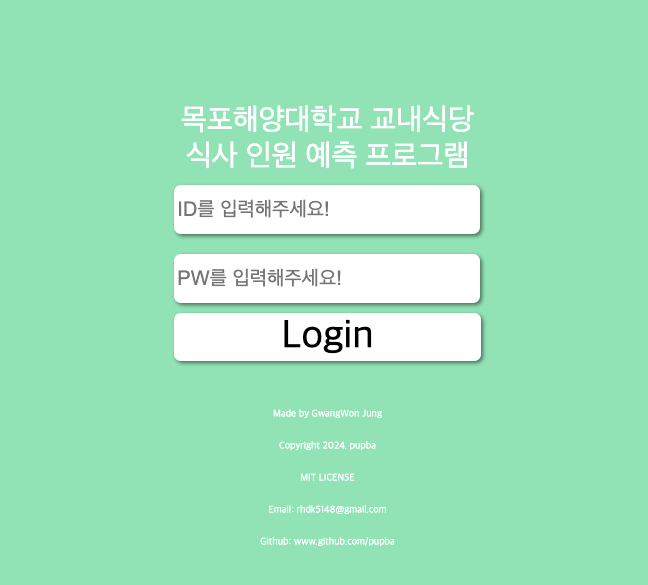 목포해양대학교 교내식당
식사 인원 예측 프로그램
ID를 입력해주세요!
PW를 입력해주세요!
Login
Made by GwangWon Jung
Copyright 2024. pupba
MIT LICENSE
Email: rhdk5148@gmail.com
Github: www.github.com/pupba